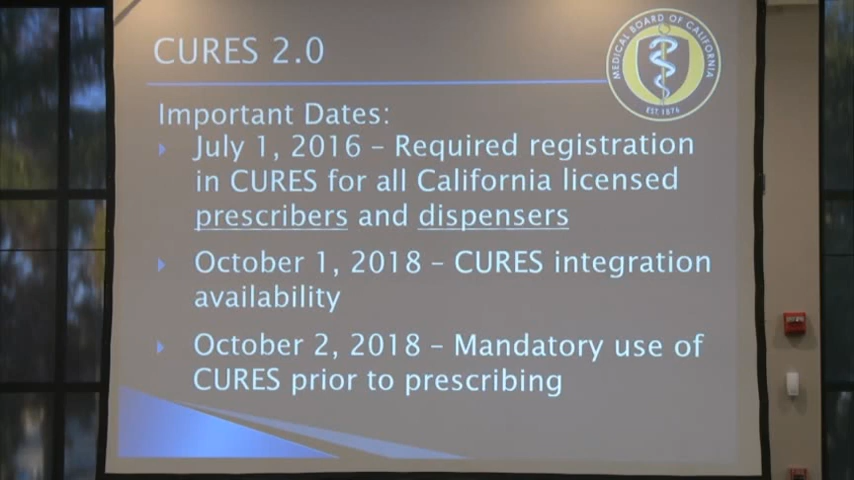 CURES 2.0
MEDICAL BOARD OF CALIFORNIA
EST. 1876
Important Dates:
July 1, 2016 – Required registration
in CURES for all California licensed
prescribers and dispensers
October 1, 2018 – CURES integration
availability
October 2, 2018 – Mandatory use of
CURES prior to prescribing